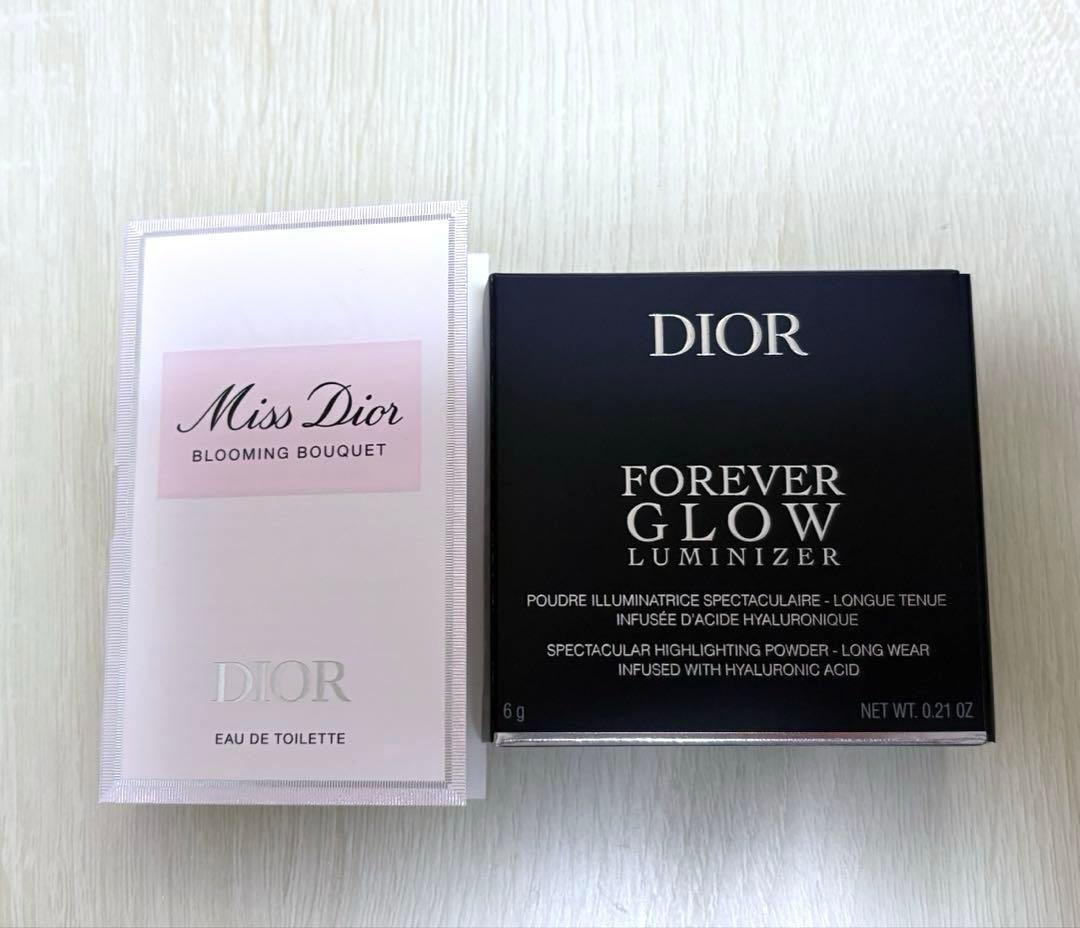 Miss Dior
BLOOMING BOUQUET
DIOR
EAU DE TOILETTE
DIOR
FOREVER
GLOW
LUMINIZER
POUDRE ILLUMINATRICE SPECTACULAIRE - LONGUE TENUE
INFUSÉE D'ACIDE HYALURONIQUE
SPECTACULAR HIGHLIGHTING POWDER - LONG WEAR
INFUSED WITH HYALURONIC ACID
6 g
NET WT. 0.21 OZ